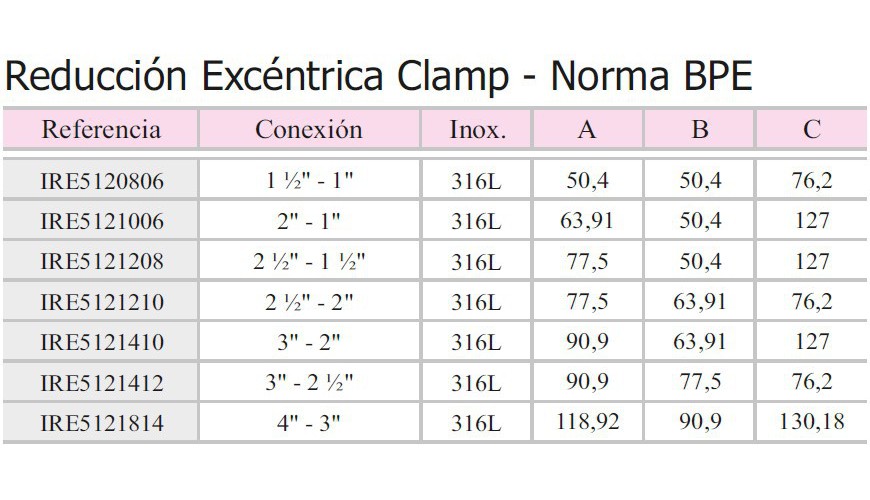 Reducción Excéntrica Clamp - Norma BPE
Referencia Conexión Inox. A B C
IRE5120806 1 ½" - 1" 316L 50,4 50,4 76,2
IRE5121006 2" - 1" 316L 63,91 50,4 127
IRE5121208 2 ½" - 1 ½" 316L 77,5 50,4 127
IRE5121210 2 ½" - 2" 316L 77,5 63,91 76,2
IRE5121410 3" - 2" 316L 90,9 63,91 127
IRE5121412 3" - 2 ½" 316L 90,9 77,5 76,2
IRE5121814 4" - 3" 316L 118,92 90,9 130,18